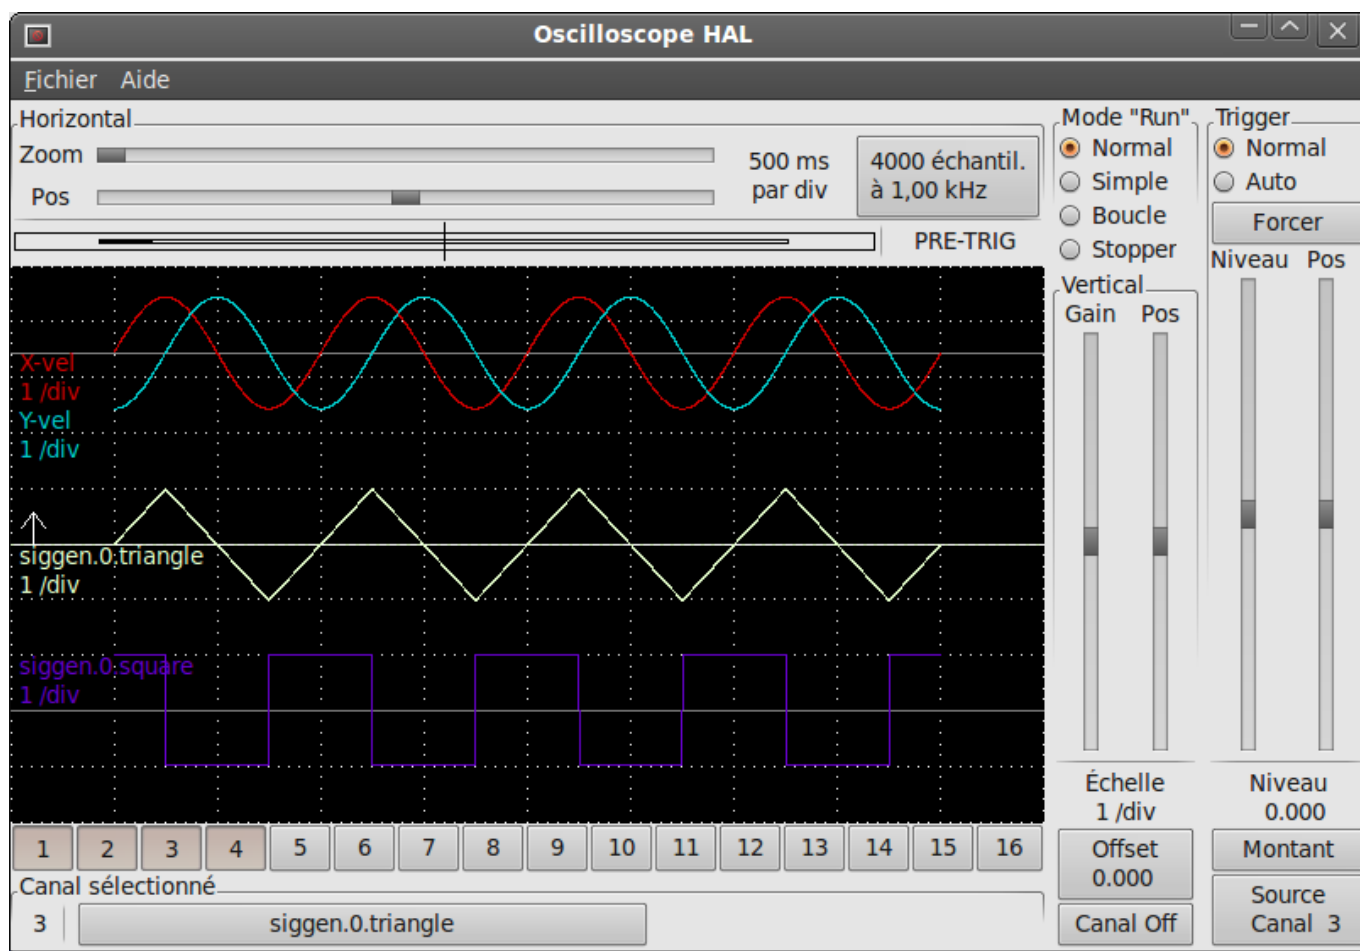 Oscilloscope HAL
Fichier Aide
Horizontal
Zoom
Pos
500 ms
par div
4000 échantil.
à 1,00 kHz
PRE-TRIG
Mode "Run"
Normal
Simple
Boucle
Stopper
Trigger
Normal
Auto
Forcer
Niveau Pos
Vertical
Gain Pos
X-vel
1 /div
Y-vel
1 /div
siggen.0.triangle
1 /div
siggen.0.square
1 /div
Échelle
1 /div
Offset
0.000
Canal Off
Niveau
0.000
Montant
Source
Canal 3
1 2 3 4 5 6 7 8 9 10 11 12 13 14 15 16
Canal sélectionné
3 siggen.0.triangle